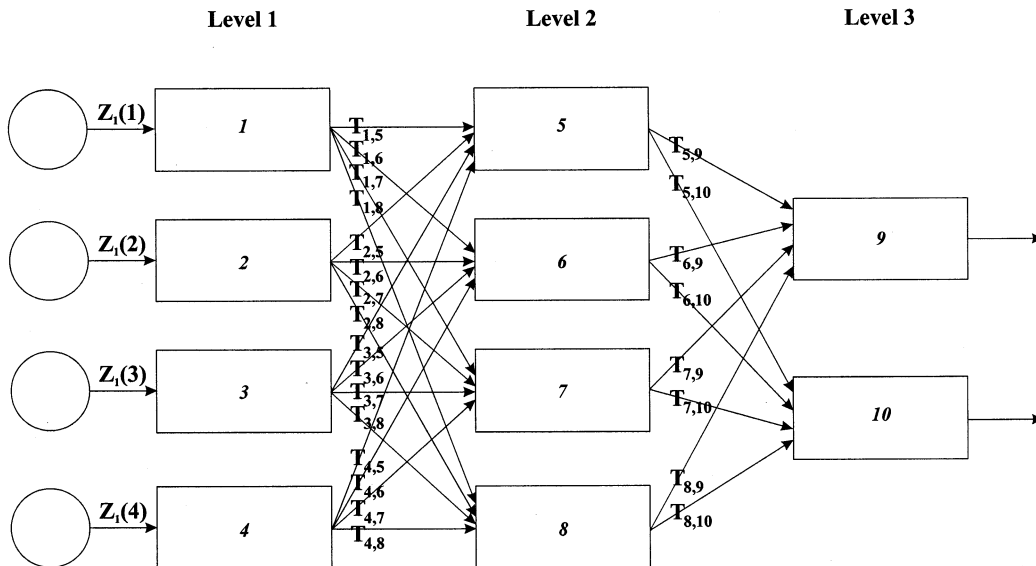 Level 1
Level 2
Level 3
Z₁(1)
1
T₁,₅
T₁,₆
T₁,₇
T₁,₈
5
T₅,₉
T₅,₁₀
Z₁(2)
2
T₂,₅
T₂,₆
T₂,₇
T₂,₈
6
T₆,₉
T₆,₁₀
9
Z₁(3)
3
T₃,₅
T₃,₆
T₃,₇
T₃,₈
7
T₇,₉
T₇,₁₀
10
Z₁(4)
4
T₄,₅
T₄,₆
T₄,₇
T₄,₈
8
T₈,₉
T₈,₁₀